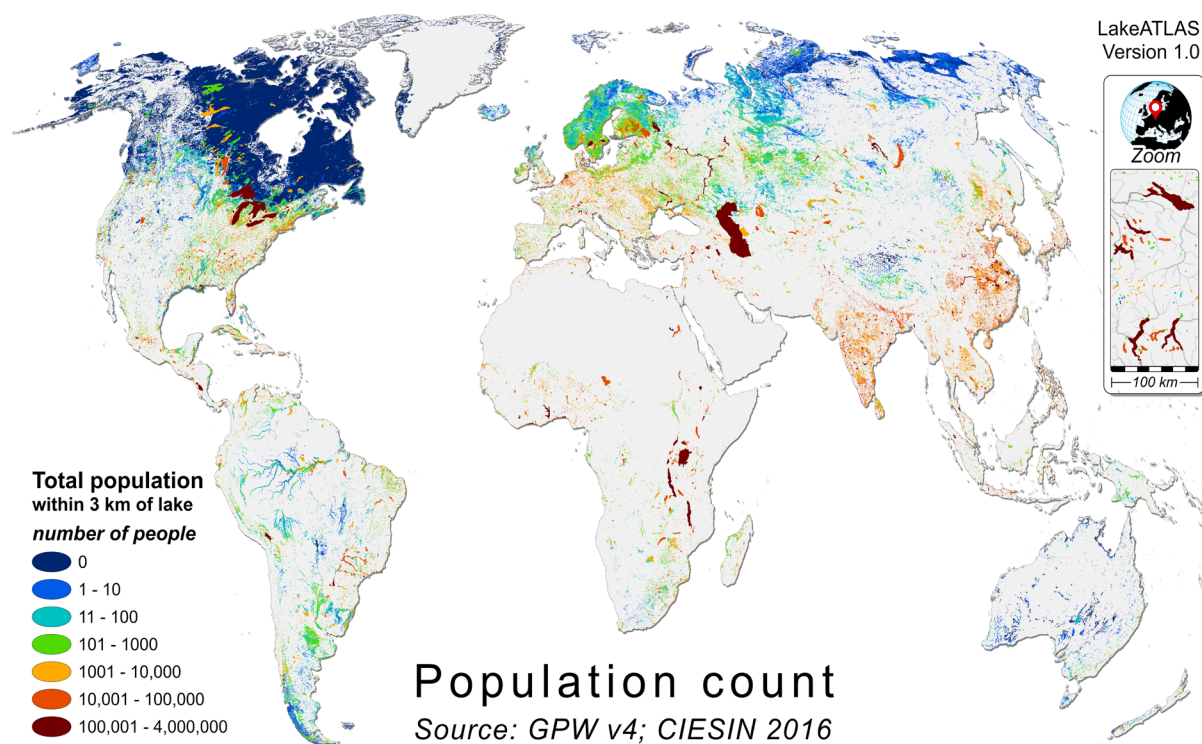 LakeATLAS
Version 1.0
Zoom
100 km
Total population
within 3 km of lake
number of people
0
1 - 10
11 - 100
101 - 1000
1001 - 10,000
10,001 - 100,000
100,001 - 4,000,000
Population count
Source: GPW v4; CIESIN 2016